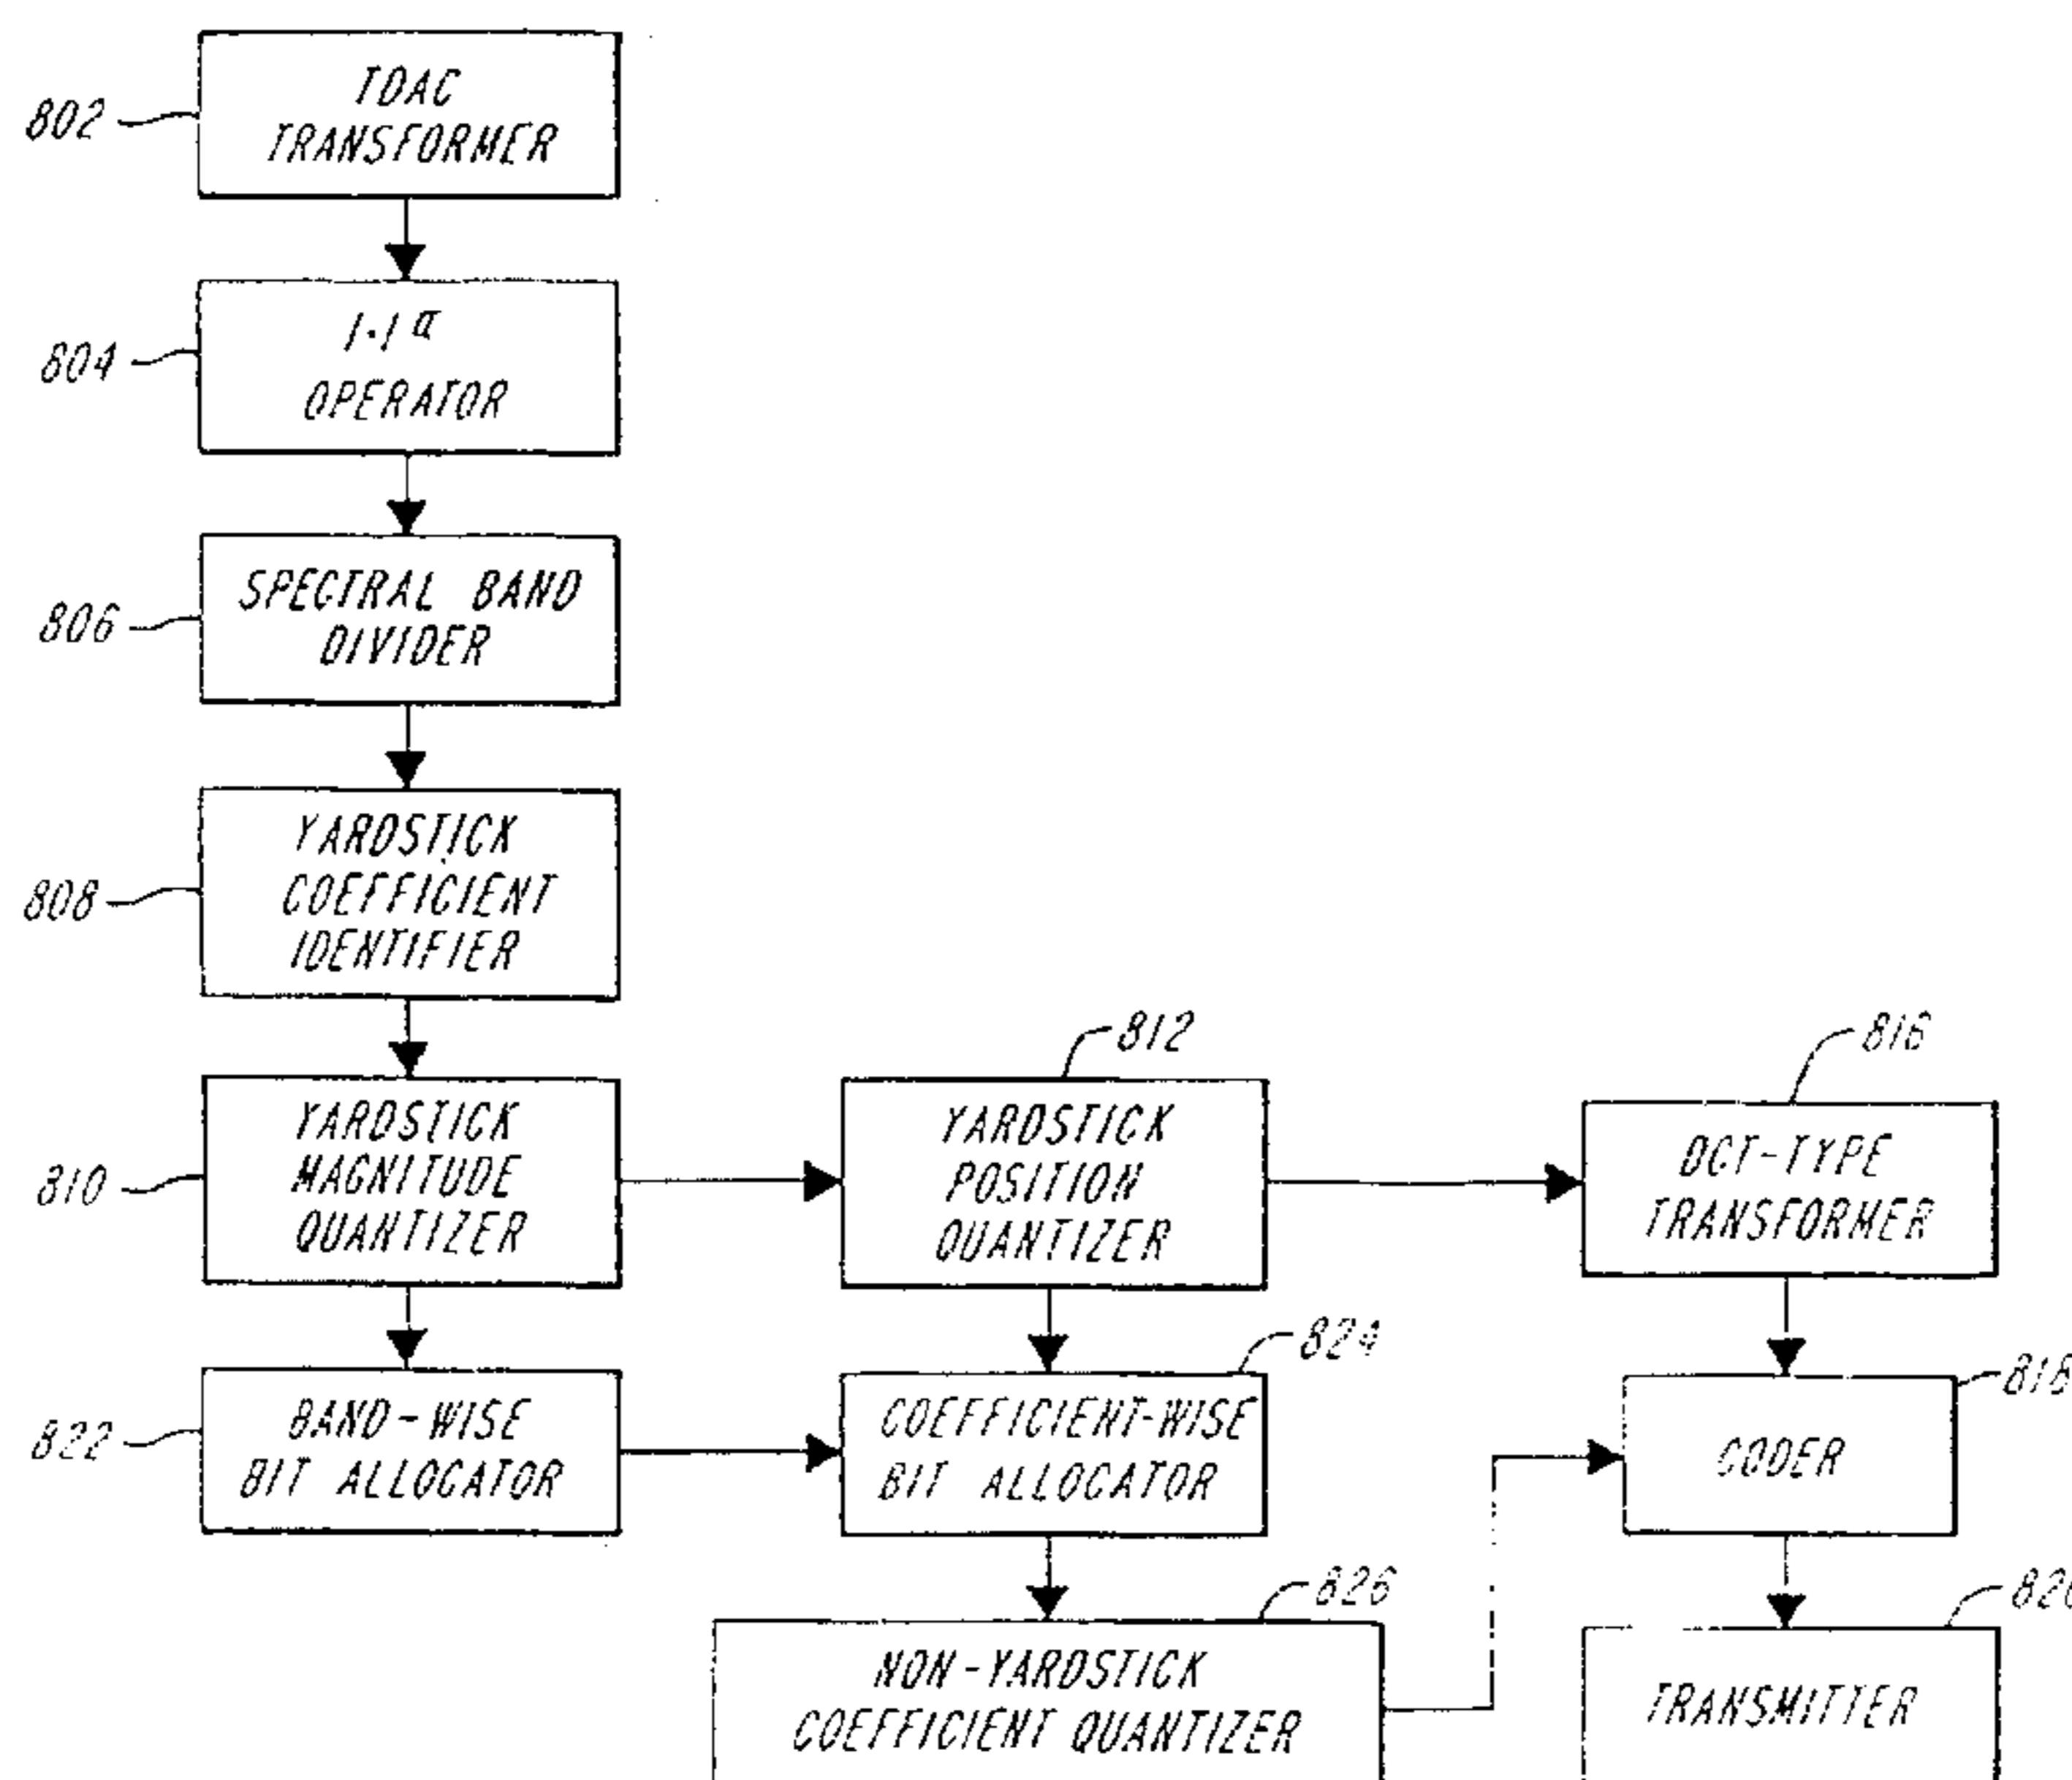 TDAC
TRANSFORMER
802
|·|α
OPERATOR
804
SPECTRAL BAND
DIVIDER
806
YARDSTICK
COEFFICIENT
IDENTIFIER
808
YARDSTICK
MAGNITUDE
QUANTIZER
810
812
YARDSTICK
POSITION
QUANTIZER
816
DCT-TYPE
TRANSFORMER
BAND-WISE
BIT ALLOCATOR
822
824
COEFFICIENT-WISE
BIT ALLOCATOR
818
CODER
826
NON-YARDSTICK
COEFFICIENT QUANTIZER
820
TRANSMITTER